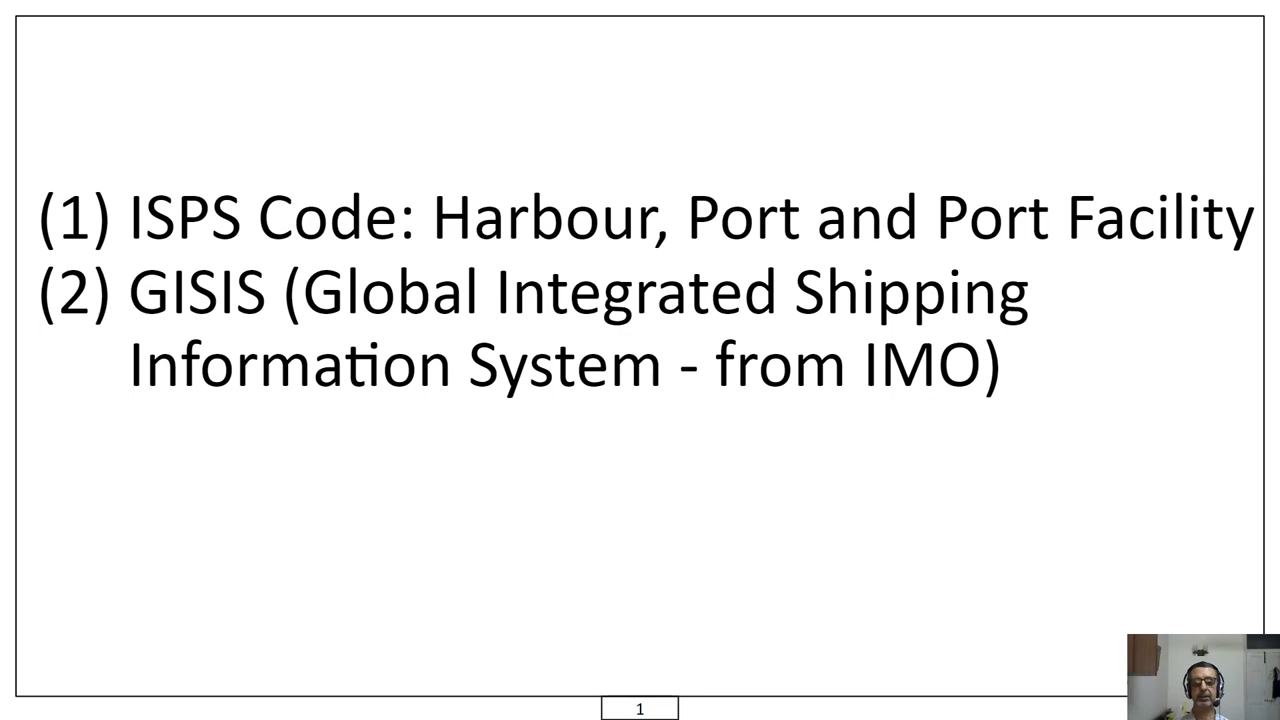 (1) ISPS Code: Harbour, Port and Port Facility
(2) GISIS (Global Integrated Shipping
Information System - from IMO)
1